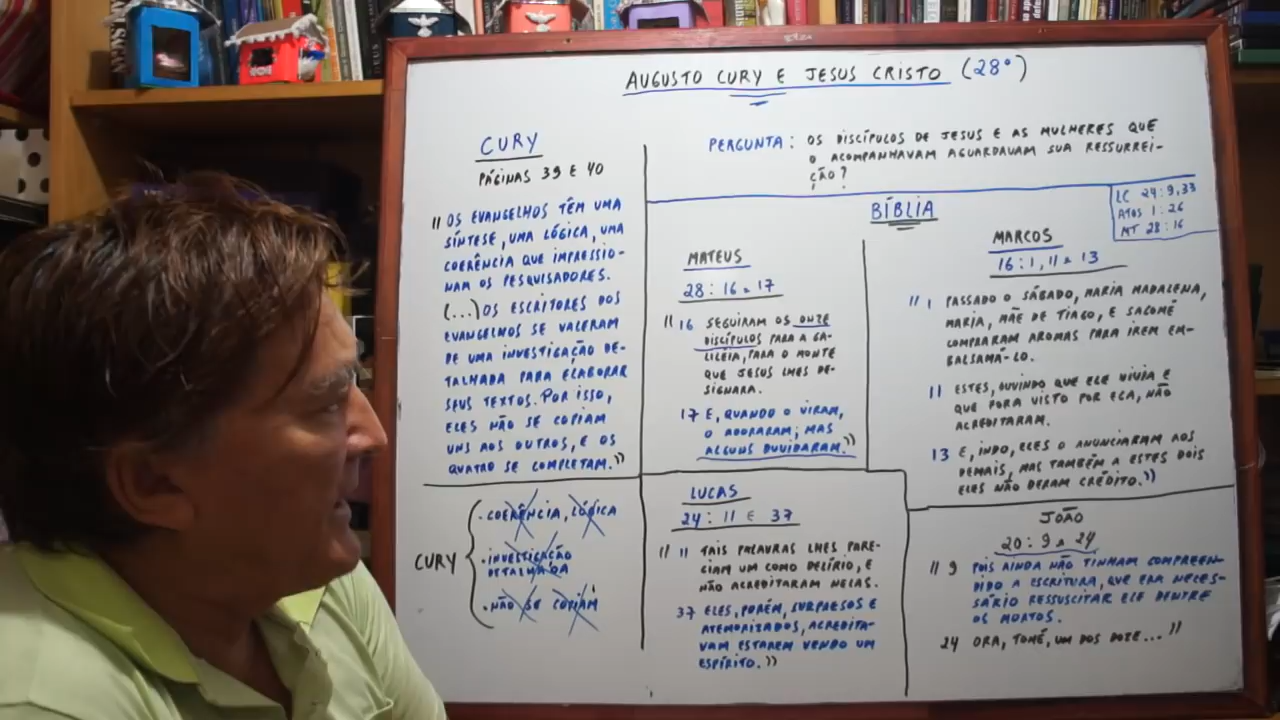 AUGUSTO CURY E JESUS CRISTO (28º)
CURY
PÁGINAS 39 E 40
" OS EVANGELHOS TÊM UMA
SÍNTESE, UMA LÓGICA, UMA
COERÊNCIA QUE IMPRESSIO-
NAM OS PESQUISADORES.
(...) OS ESCRITORES DOS
EVANGELHOS SE VALERAM
DE UMA INVESTIGAÇÃO DE-
TALHADA PARA ELABORAR
SEUS TEXTOS. POR ISSO,
ELES NÃO SE COPIAM
UNS AOS OUTROS, E OS
QUATRO SE COMPLETAM."
CURY
• COERÊNCIA, LÓGICA
• INVESTIGAÇÃO
DETALHADA
• NÃO SE COPIAM
PERGUNTA: OS DISCÍPULOS DE JESUS E AS MULHERES QUE
O ACOMPANHAVAM AGUARDAVAM SUA RESSURREI-
ÇÃO?
BÍBLIA
LC 24:9,33
ATOS 1:26
MT 28:16
MATEUS
28:16 a 17
" 16 SEGUIRAM OS ONZE
DISCÍPULOS PARA A GA-
LILÉIA, PARA O MONTE
QUE JESUS LHES DE-
SIGNARA.
17 E, QUANDO O VIRAM,
O ADORARAM; MAS
ALGUNS DUVIDARAM."
MARCOS
16:1, 11 a 13
" 1 PASSADO O SÁBADO, MARIA MADALENA,
MARIA, MÃE DE TIAGO, E SALOMÉ
COMPRARAM AROMAS PARA IREM EM-
BALSAMÁ-LO.
11 ESTES, OUVINDO QUE ELE VIVIA E
QUE FORA VISTO POR ELA, NÃO
ACREDITARAM.
13 E, INDO, ELES O ANUNCIARAM AOS
DEMAIS, MAS TAMBÉM A ESTES DOIS
ELES NÃO DERAM CRÉDITO."
LUCAS
24:11 E 37
" 11 TAIS PALAVRAS LHES PARE-
CIAM UM COMO DELÍRIO, E
NÃO ACREDITARAM NELAS.
37 ELES, PORÉM, SURPRESOS E
ATEMORIZADOS, ACREDITA-
VAM ESTAREM VENDO UM
ESPÍRITO."
JOÃO
20:9 a 24
" 9 POIS AINDA NÃO TINHAM COMPREEN-
DIDO A ESCRITURA, QUE ERA NECES-
SÁRIO RESSUSCITAR ELE DENTRE
OS MORTOS.
24 ORA, TOMÉ, UM DOS DOZE..."